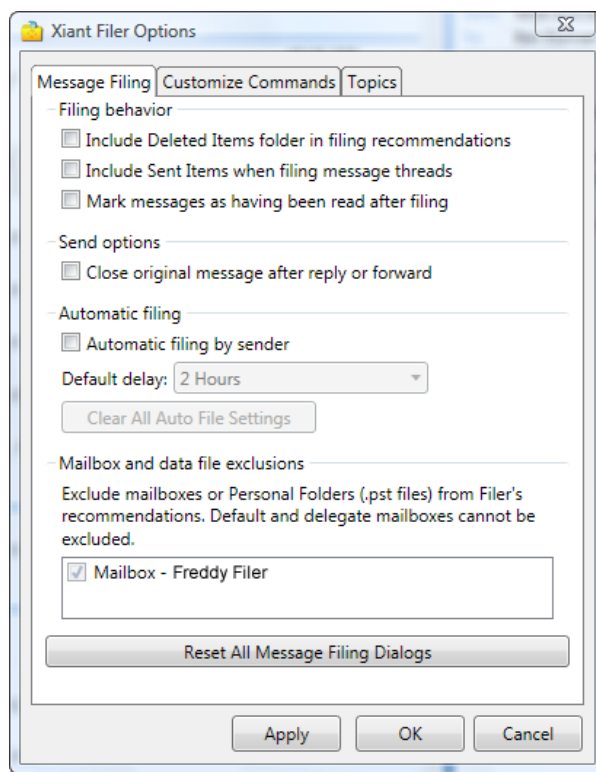 Xiant Filer Options
Message Filing Customize Commands Topics
Filing behavior
Include Deleted Items folder in filing recommendations
Include Sent Items when filing message threads
Mark messages as having been read after filing
Send options
Close original message after reply or forward
Automatic filing
Automatic filing by sender
Default delay: 2 Hours
Clear All Auto File Settings
Mailbox and data file exclusions
Exclude mailboxes or Personal Folders (.pst files) from Filer's
recommendations. Default and delegate mailboxes cannot be
excluded.
Mailbox - Freddy Filer
Reset All Message Filing Dialogs
Apply OK Cancel